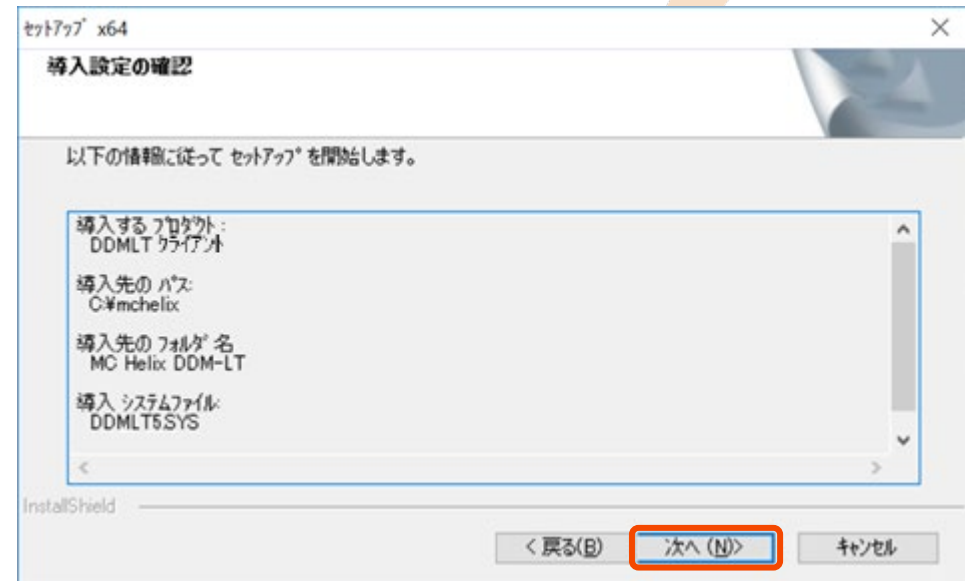 ｾｯﾄｱｯﾌﾟ x64
導入設定の確認
以下の情報に従って ｾｯﾄｱｯﾌﾟを開始します。
導入する ﾌﾟﾛﾀﾞｸﾄ：
DDMLT ｸﾗｲｱﾝﾄ
導入先の ﾊﾟｽ:
C:¥mchelix
導入先の ﾌｫﾙﾀﾞ名
MC Helix DDM-LT
導入 ｼｽﾃﾑﾌｧｲﾙ:
DDMLT5.SYS
InstallShield
< 戻る(B)
次へ (N)>
ｷｬﾝｾﾙ